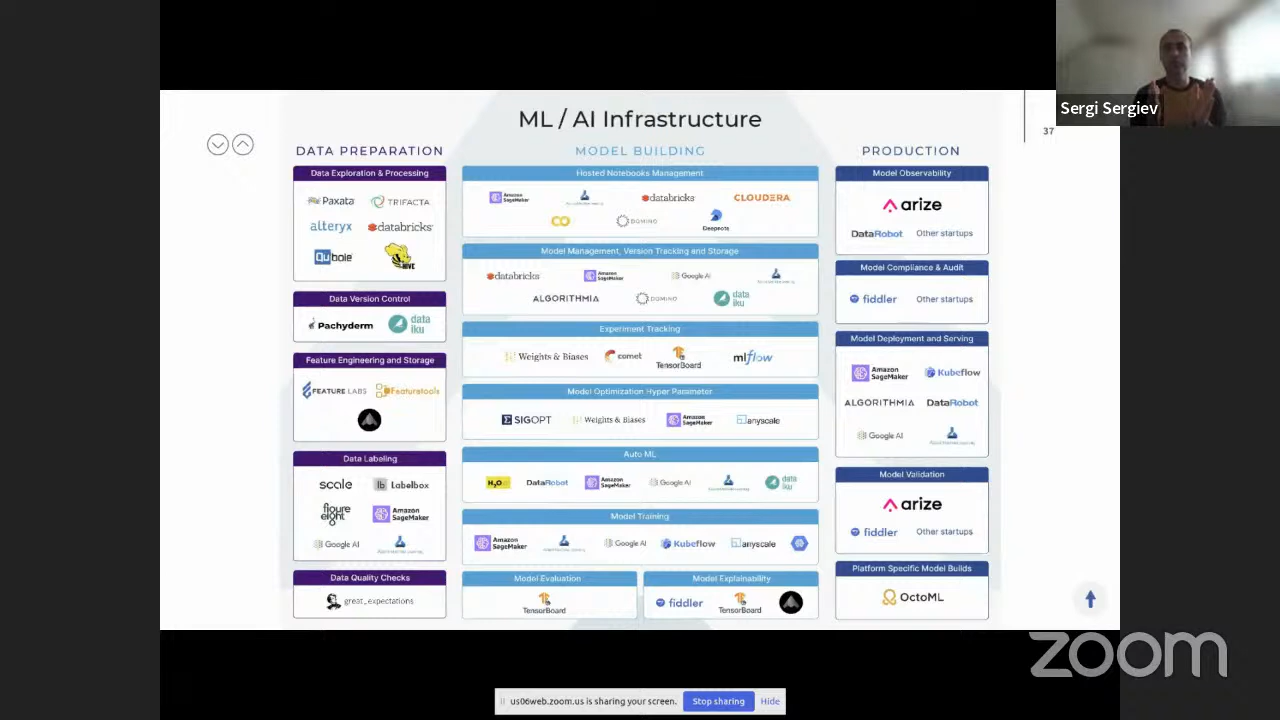 Sergi Sergiev
ML / AI Infrastructure
37
DATA PREPARATION
Data Exploration & Processing
Paxata TRIFACTA
alteryx databricks
Qubole HIVE
Data Version Control
Pachyderm data iku
Feature Engineering and Storage
FEATURE LABS Featuretools
Data Labeling
scale lb Labelbox
figure eight Amazon SageMaker
Google AI
Data Quality Checks
great_expectations
MODEL BUILDING
Hosted Notebooks Management
Amazon SageMaker databricks CLOUDERA
DOMINO Deepnote
Model Management, Version Tracking and Storage
databricks Amazon SageMaker Google AI
ALGORITHMIA DOMINO data iku
Experiment Tracking
Weights & Biases comet TensorBoard mlflow
Model Optimization Hyper Parameter
SIGOPT Weights & Biases Amazon SageMaker anyscale
Auto ML
H2O DataRobot Amazon SageMaker Google AI data iku
Model Training
Amazon SageMaker Google AI Kubeflow anyscale
Model Evaluation
TensorBoard
Model Explainability
fiddler TensorBoard
PRODUCTION
Model Observability
arize
DataRobot Other startups
Model Compliance & Audit
fiddler Other startups
Model Deployment and Serving
Amazon SageMaker Kubeflow
ALGORITHMIA DataRobot
Google AI
Model Validation
arize
fiddler Other startups
Platform Specific Model Builds
OctoML
zoom
us06web.zoom.us is sharing your screen. Stop sharing Hide